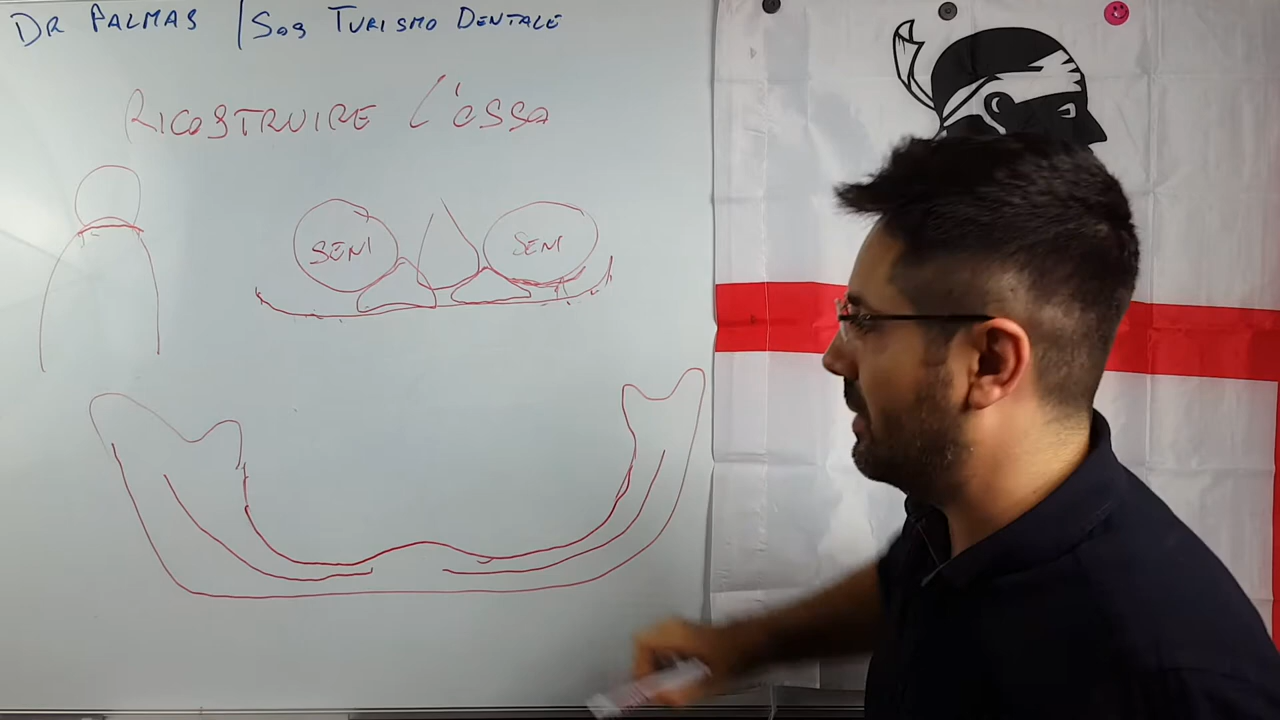 DR PALMAS | SOS TURISMO DENTALE
RICOSTRUIRE L'OSSO
SENI SENI